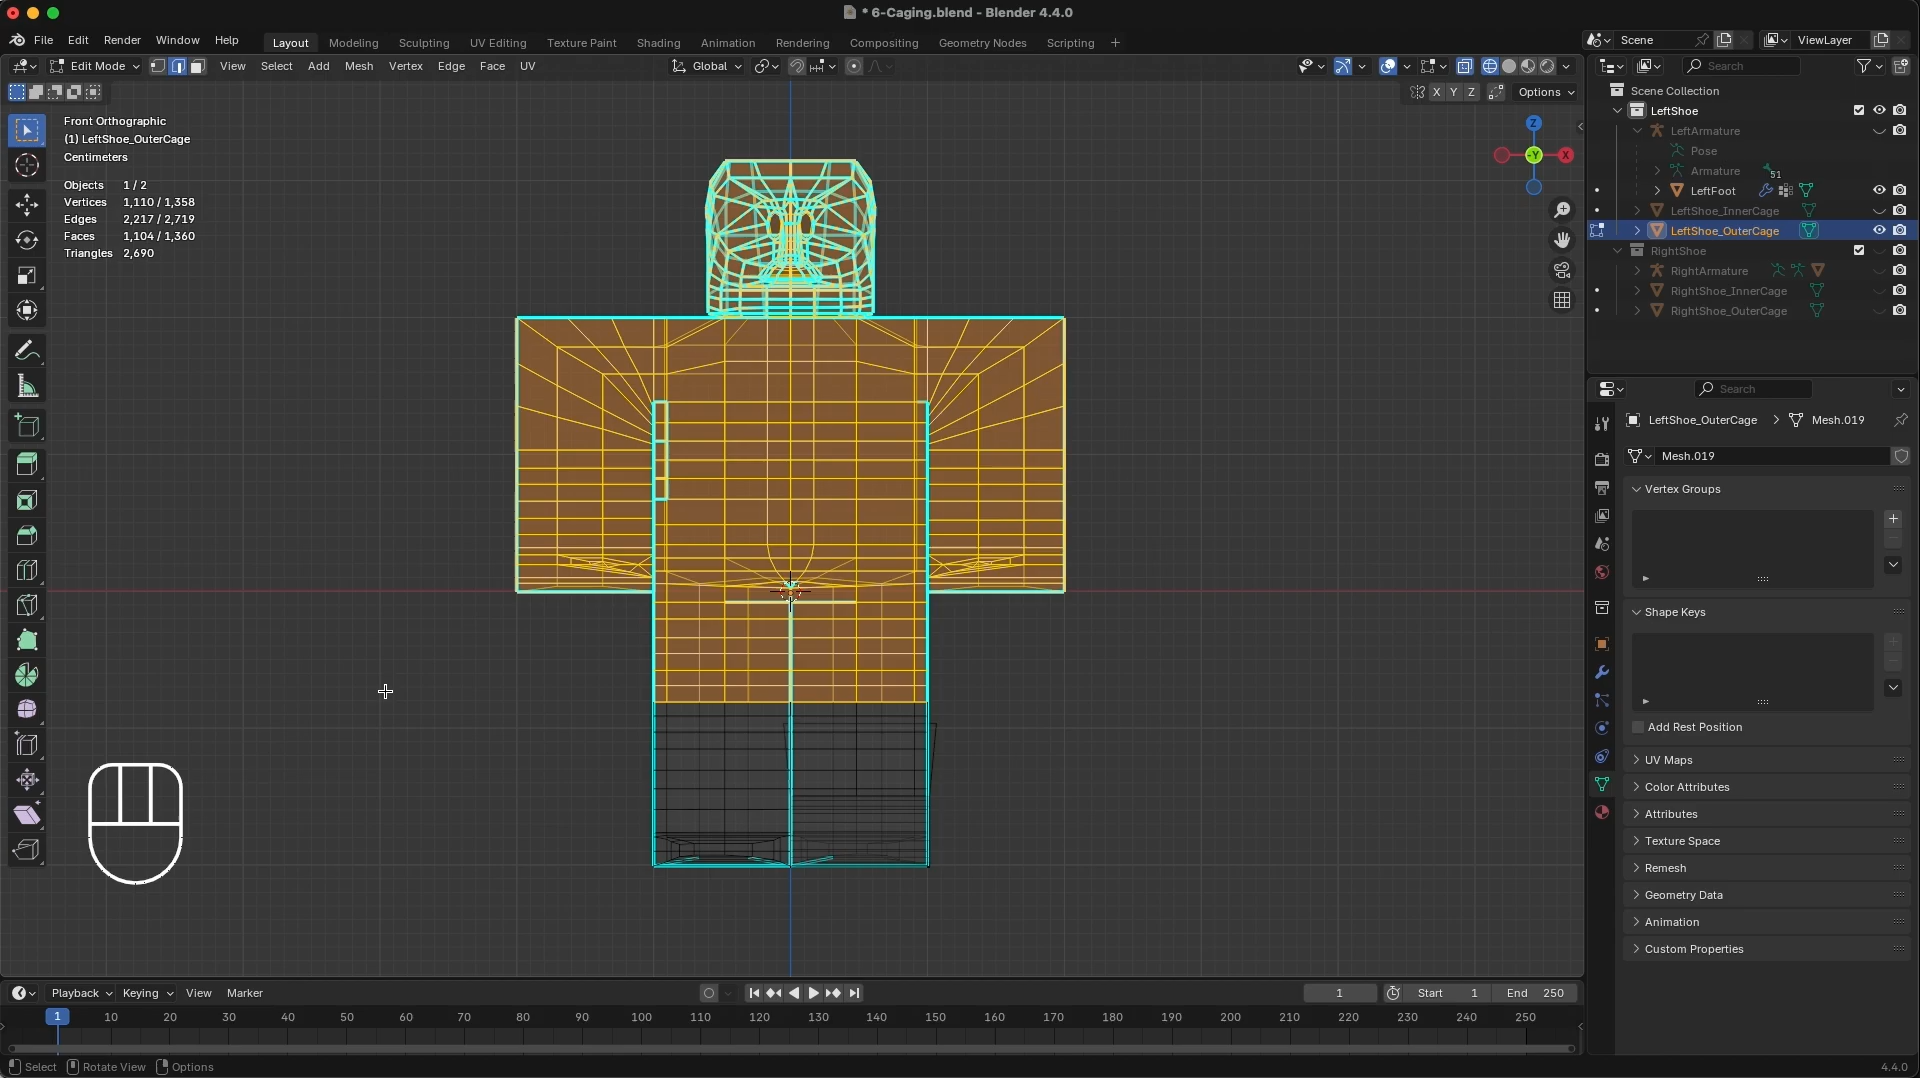 * 6-Caging.blend - Blender 4.4.0
File Edit Render Window Help
Layout Modeling Sculpting UV Editing Texture Paint Shading Animation Rendering Compositing Geometry Nodes Scripting +
Scene
ViewLayer
Edit Mode
View Select Add Mesh Vertex Edge Face UV
Global
X Y Z
Options
Front Orthographic
(1) LeftShoe_OuterCage
Centimeters
Objects 1 / 2
Vertices 1,110 / 1,358
Edges 2,217 / 2,719
Faces 1,104 / 1,360
Triangles 2,690
Z
-Y
X
Search
Scene Collection
LeftShoe
LeftArmature
Pose
Armature 51
LeftFoot
LeftShoe_InnerCage
LeftShoe_OuterCage
RightShoe
RightArmature
RightShoe_InnerCage
RightShoe_OuterCage
Search
LeftShoe_OuterCage > Mesh.019
Mesh.019
Vertex Groups
Shape Keys
Add Rest Position
UV Maps
Color Attributes
Attributes
Texture Space
Remesh
Geometry Data
Animation
Custom Properties
Playback Keying View Marker
1
Start 1
End 250
1 10 20 30 40 50 60 70 80 90 100 110 120 130 140 150 160 170 180 190 200 210 220 230 240 250
Select Rotate View Options
4.4.0